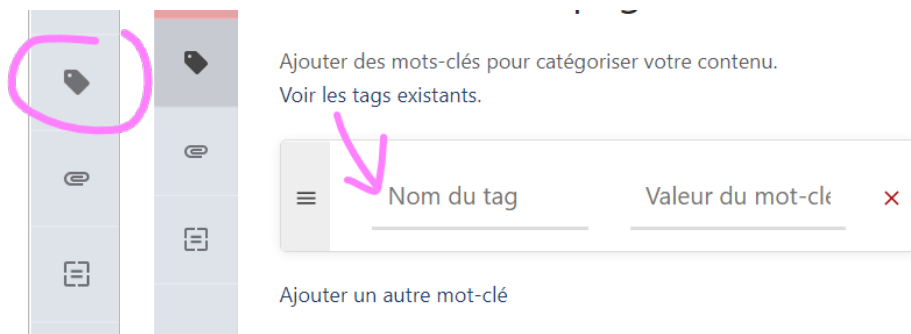 Ajouter des mots-clés pour catégoriser votre contenu.
Voir les tags existants.
Nom du tag
Valeur du mot-clé
Ajouter un autre mot-clé